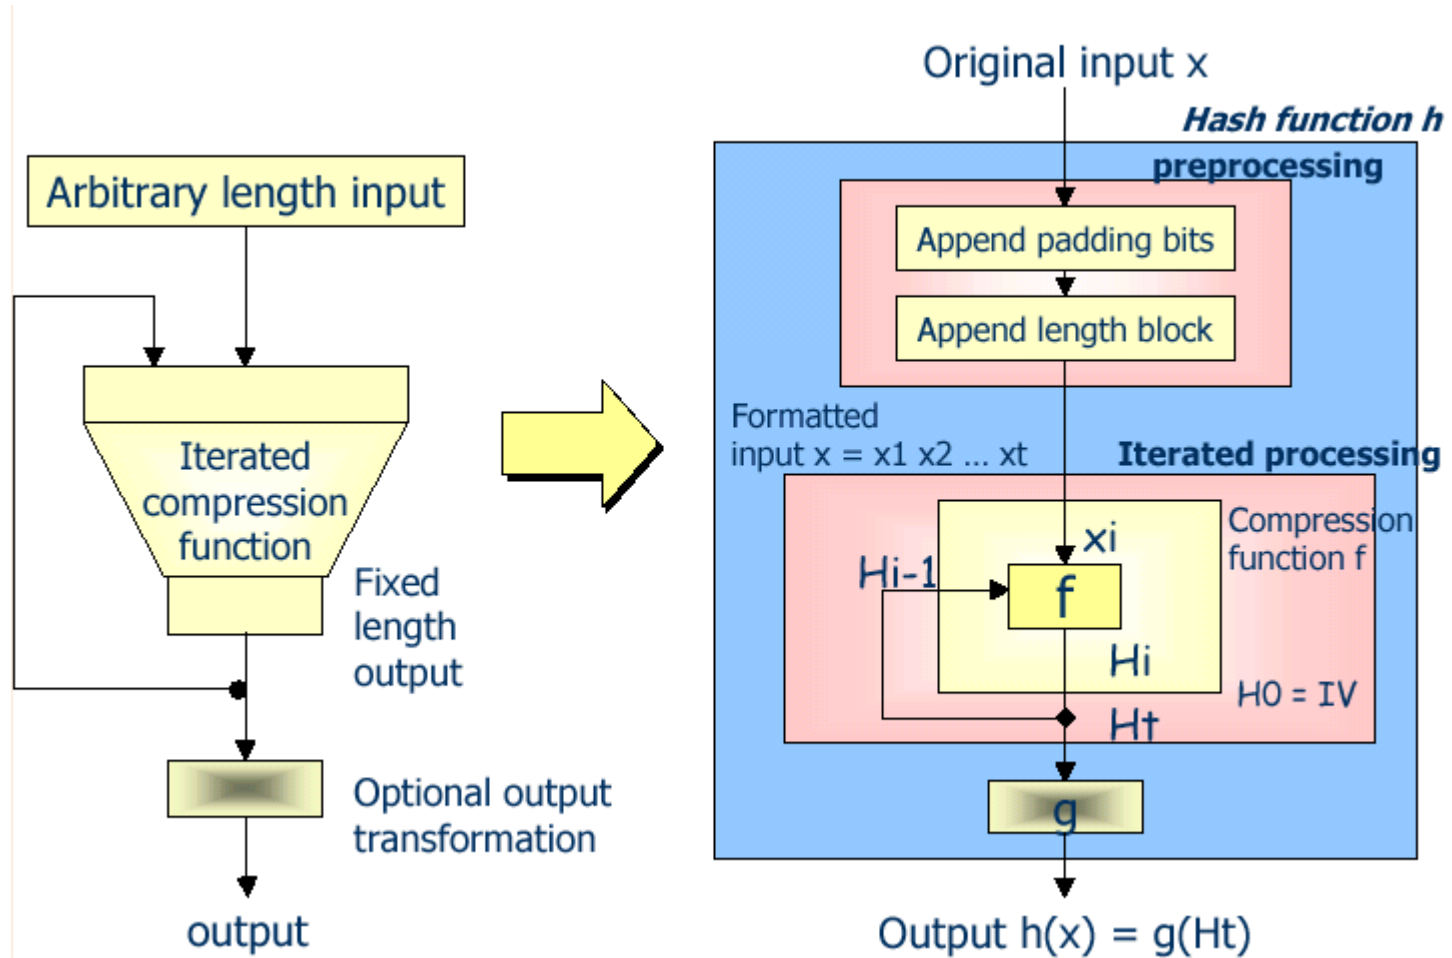 Arbitrary length input
Iterated
compression
function
Fixed
length
output
Optional output
transformation
output
Original input x
Hash function h
preprocessing
Append padding bits
Append length block
Formatted
input x = x1 x2 ... xt
Iterated processing
Compression
function f
xi
Hi-1
f
Hi
H0 = IV
Ht
g
Output h(x) = g(Ht)